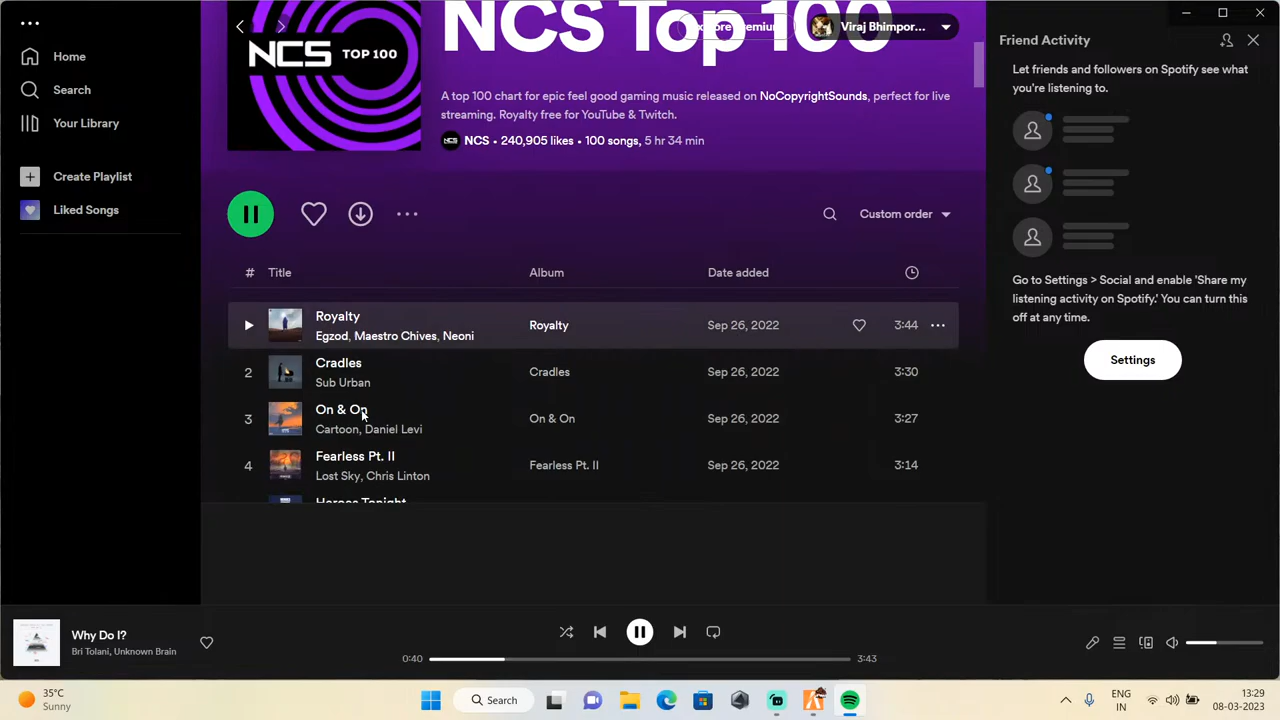 Home
Search
Your Library
Create Playlist
Liked Songs
NCS TOP 100
NCS Top 100
Viraj Bhimpor...
A top 100 chart for epic feel good gaming music released on NoCopyrightSounds, perfect for live
streaming. Royalty free for YouTube & Twitch.
NCS • 240,905 likes • 100 songs, 5 hr 34 min
Custom order
# Title Album Date added
Royalty
Egzod, Maestro Chives, Neoni
Royalty Sep 26, 2022 3:44
2 Cradles
Sub Urban
Cradles Sep 26, 2022 3:30
3 On & On
Cartoon, Daniel Levi
On & On Sep 26, 2022 3:27
4 Fearless Pt. II
Lost Sky, Chris Linton
Fearless Pt. II Sep 26, 2022 3:14
Heroes Tonight
Friend Activity
Let friends and followers on Spotify see what
you're listening to.
Go to Settings > Social and enable 'Share my
listening activity on Spotify.' You can turn this
off at any time.
Settings
Why Do I?
Bri Tolani, Unknown Brain
0:40 3:43
35°C
Sunny
Search
ENG
IN
13:29
08-03-2023